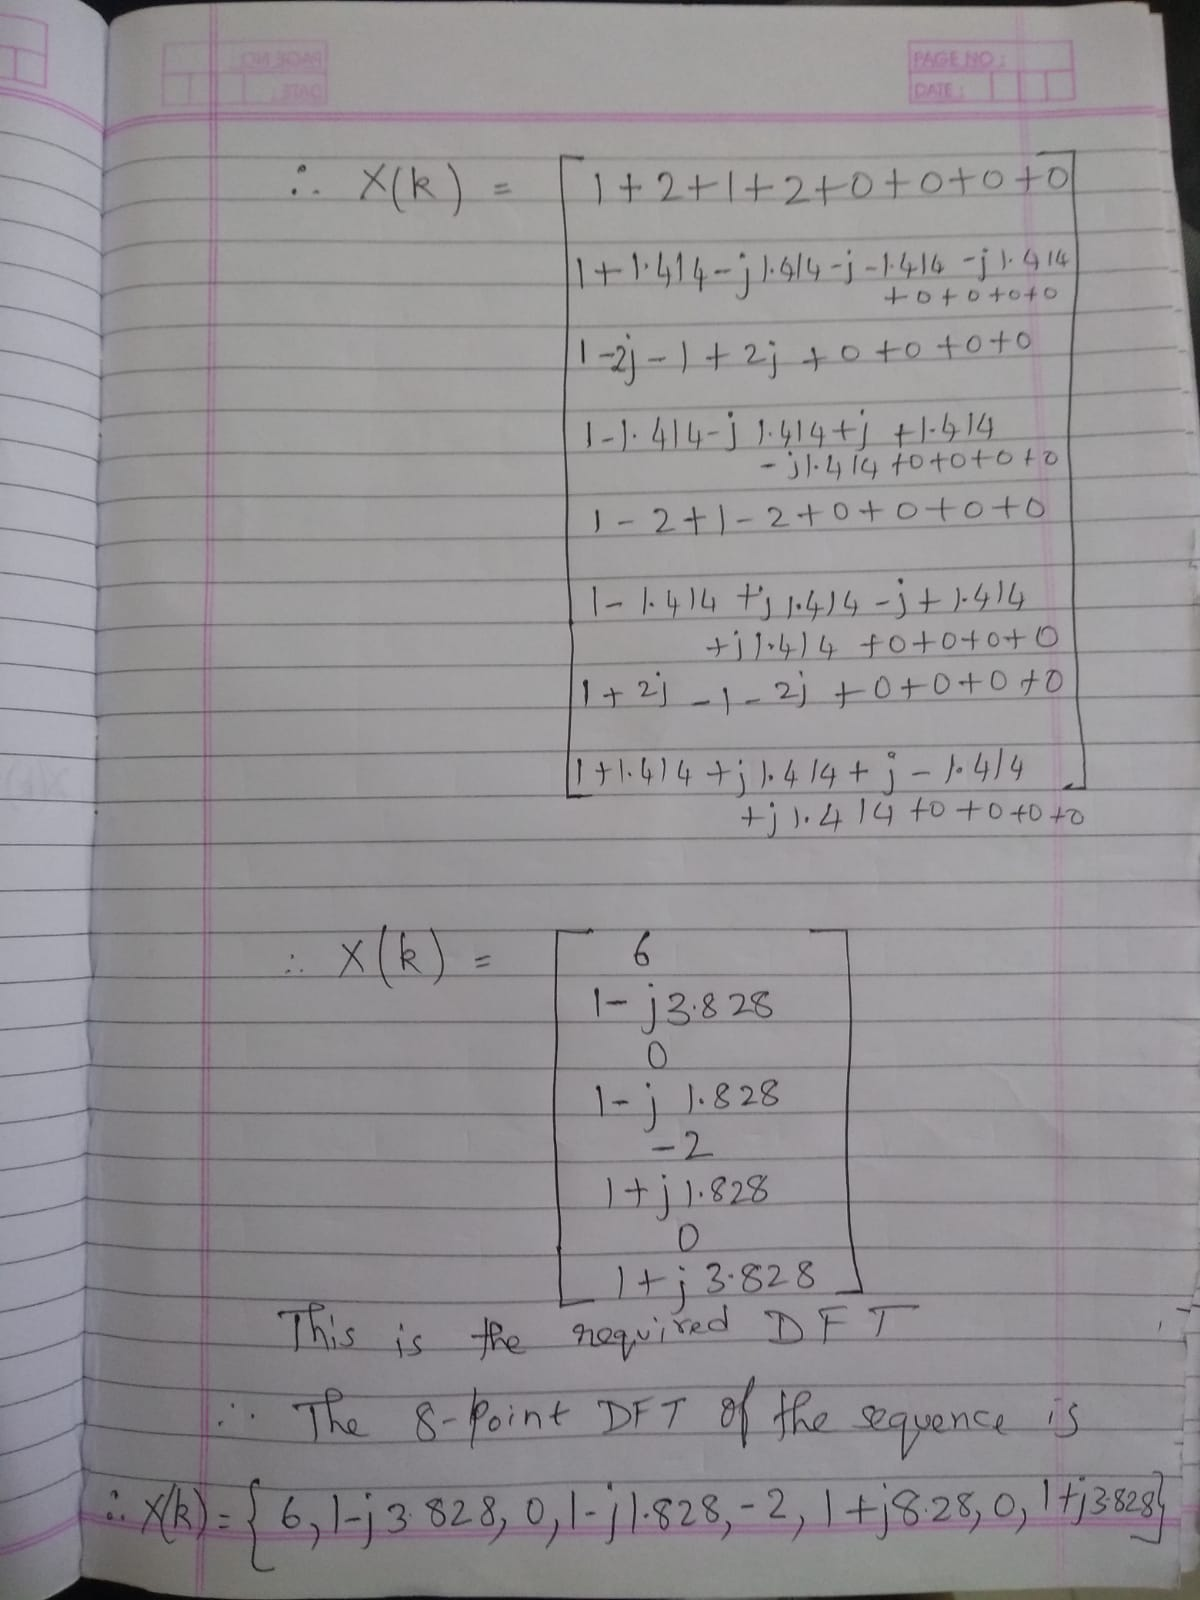 PAGE NO :
DATE :
∴ X(k) = [ 1+2+1+2+0+0+0+0
1+1.414-j1.414-j-1.414-j1.414
+0+0+0+0
1-2j-1+2j+0+0+0+0
1-1.414-j1.414+j+1.414
-j1.414+0+0+0+0
1-2+1-2+0+0+0+0
1-1.414+j1.414-j+1.414
+j1.414+0+0+0+0
1+2j-1-2j+0+0+0+0
1+1.414+j1.414+j-1.414 ]
+j1.414+0+0+0+0
∴ X(k) = [ 6
1-j3.828
0
1-j1.828
-2
1+j1.828
0
1+j3.828 ]
This is the required DFT
∴ The 8-point DFT of the sequence is
∴ X(k) = { 6, 1-j3.828, 0, 1-j1.828, -2, 1+j8.28, 0, 1+j3.828}